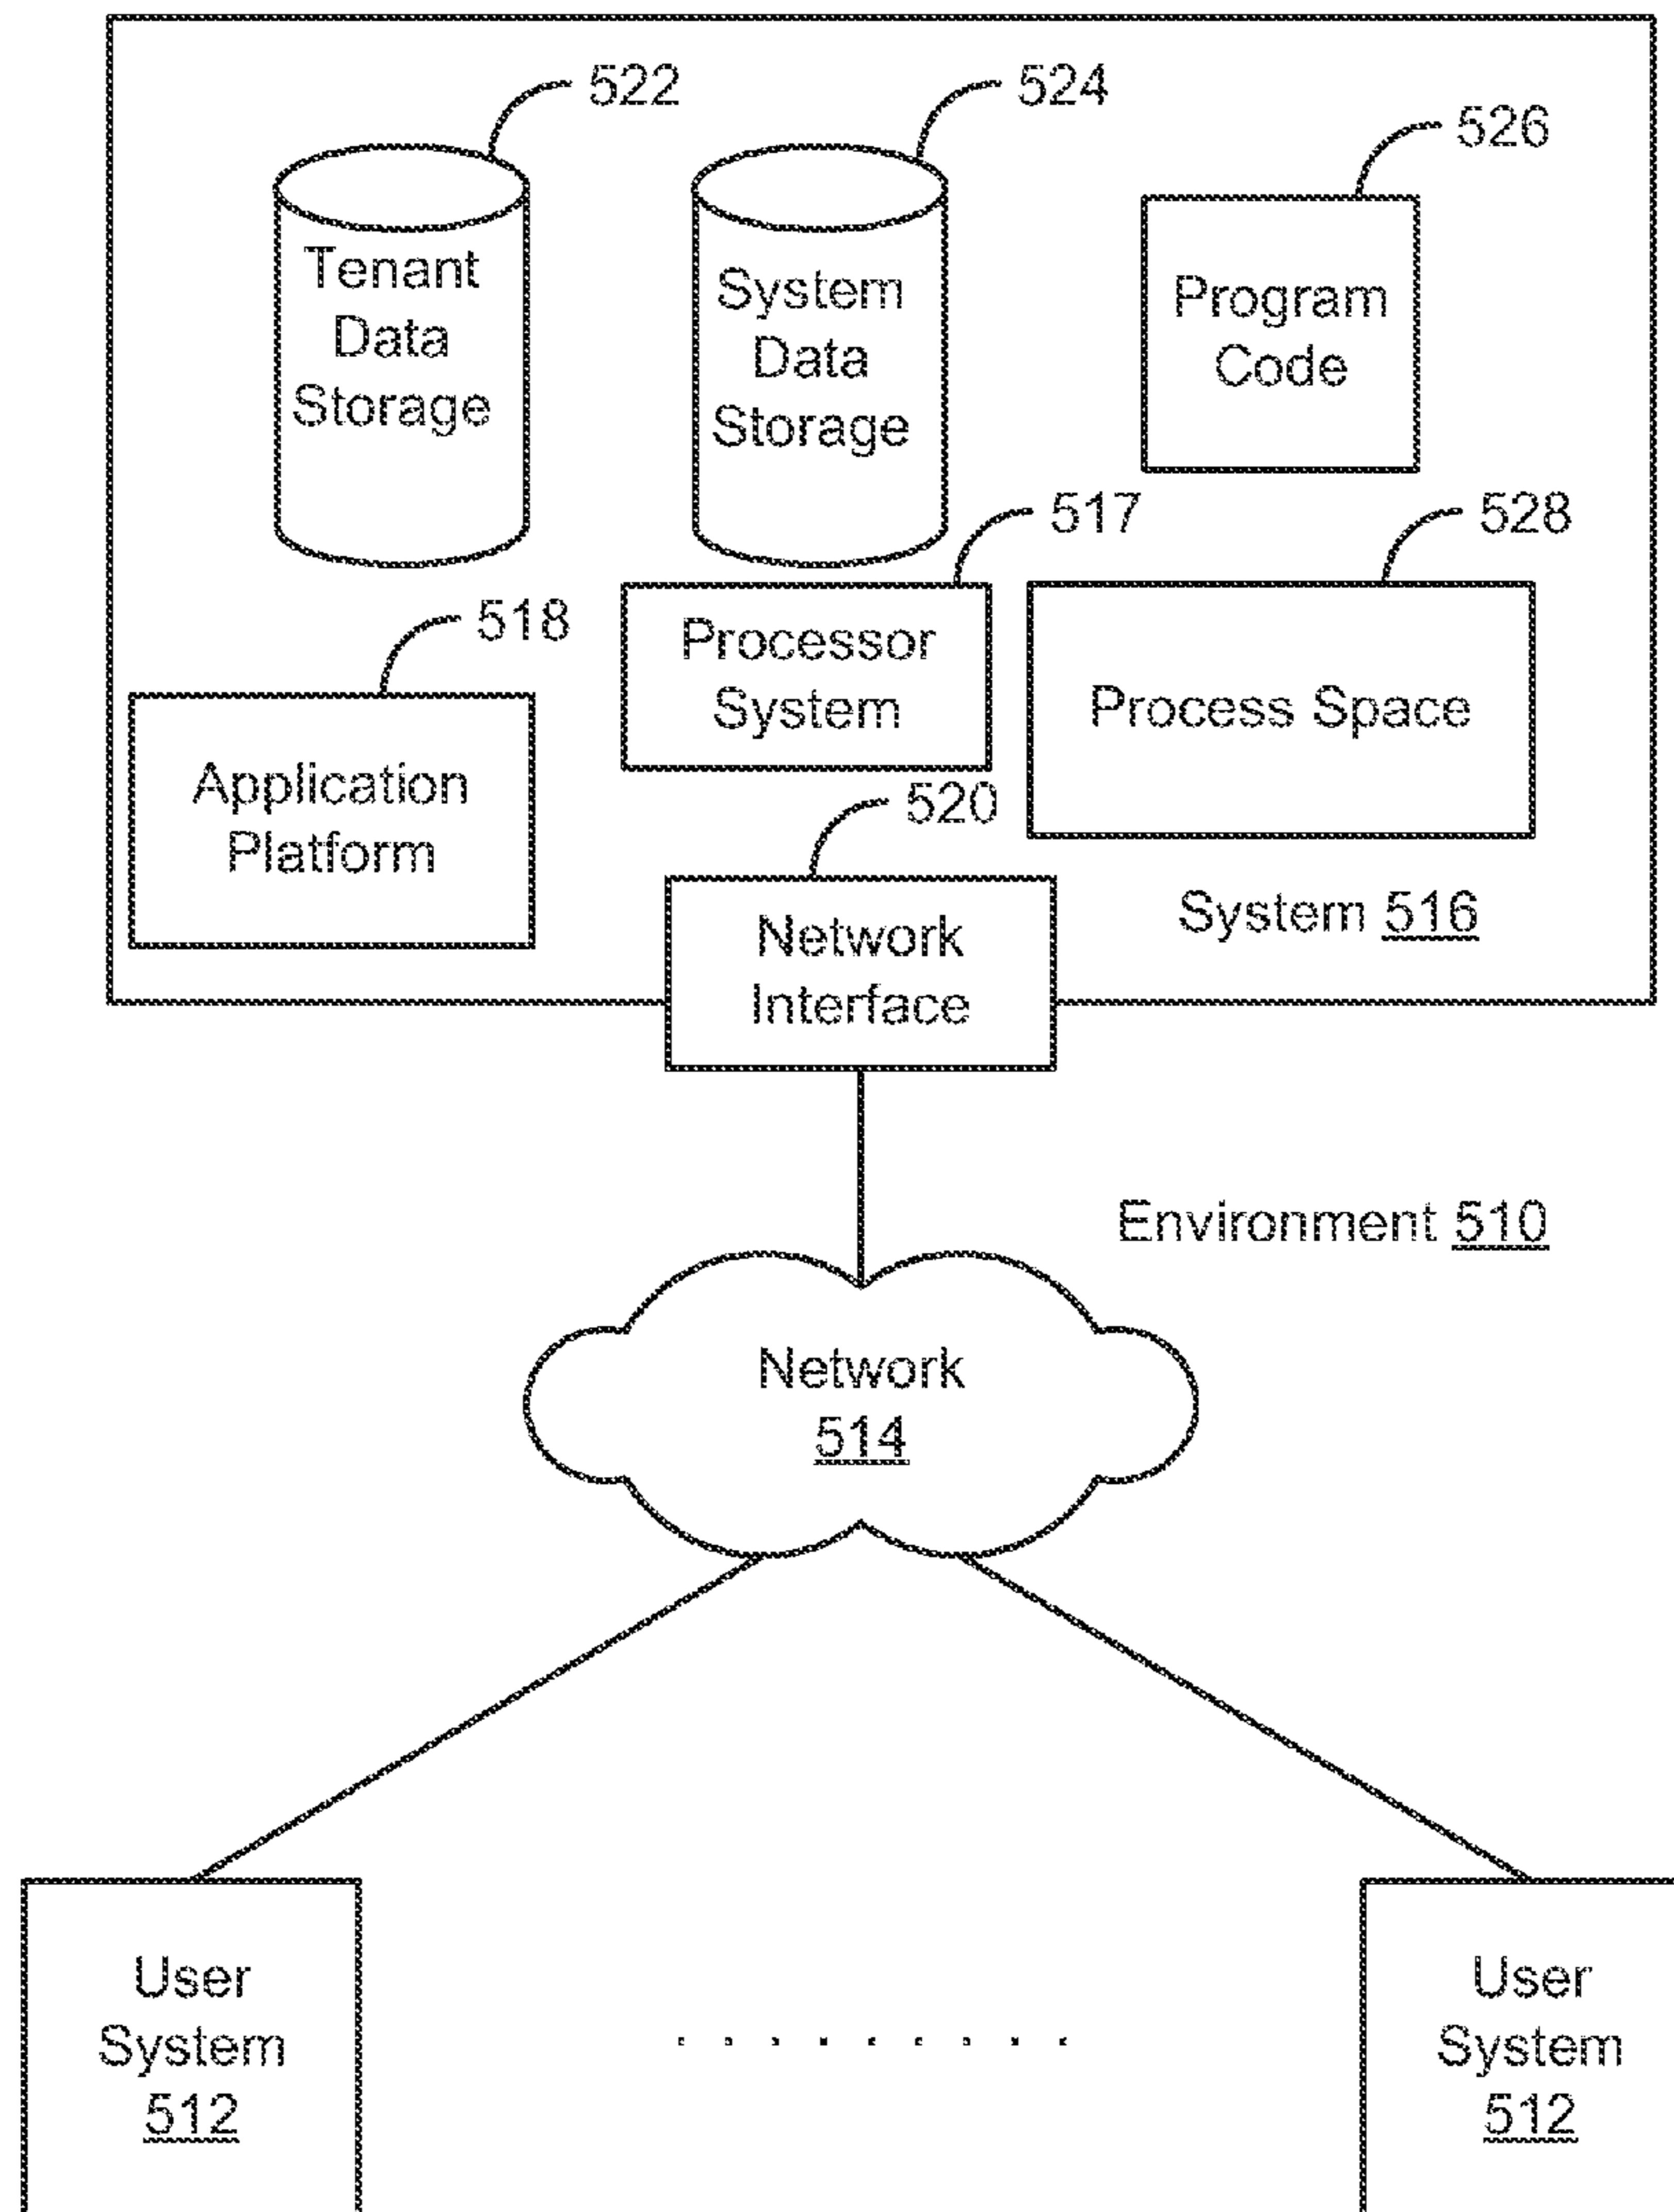 522
524
526
Tenant
Data
Storage
System
Data
Storage
Program
Code
517
528
518
Processor
System
Process Space
Application
Platform
520
Network
Interface
System 516
Environment 510
Network
514
User
System
512
User
System
512